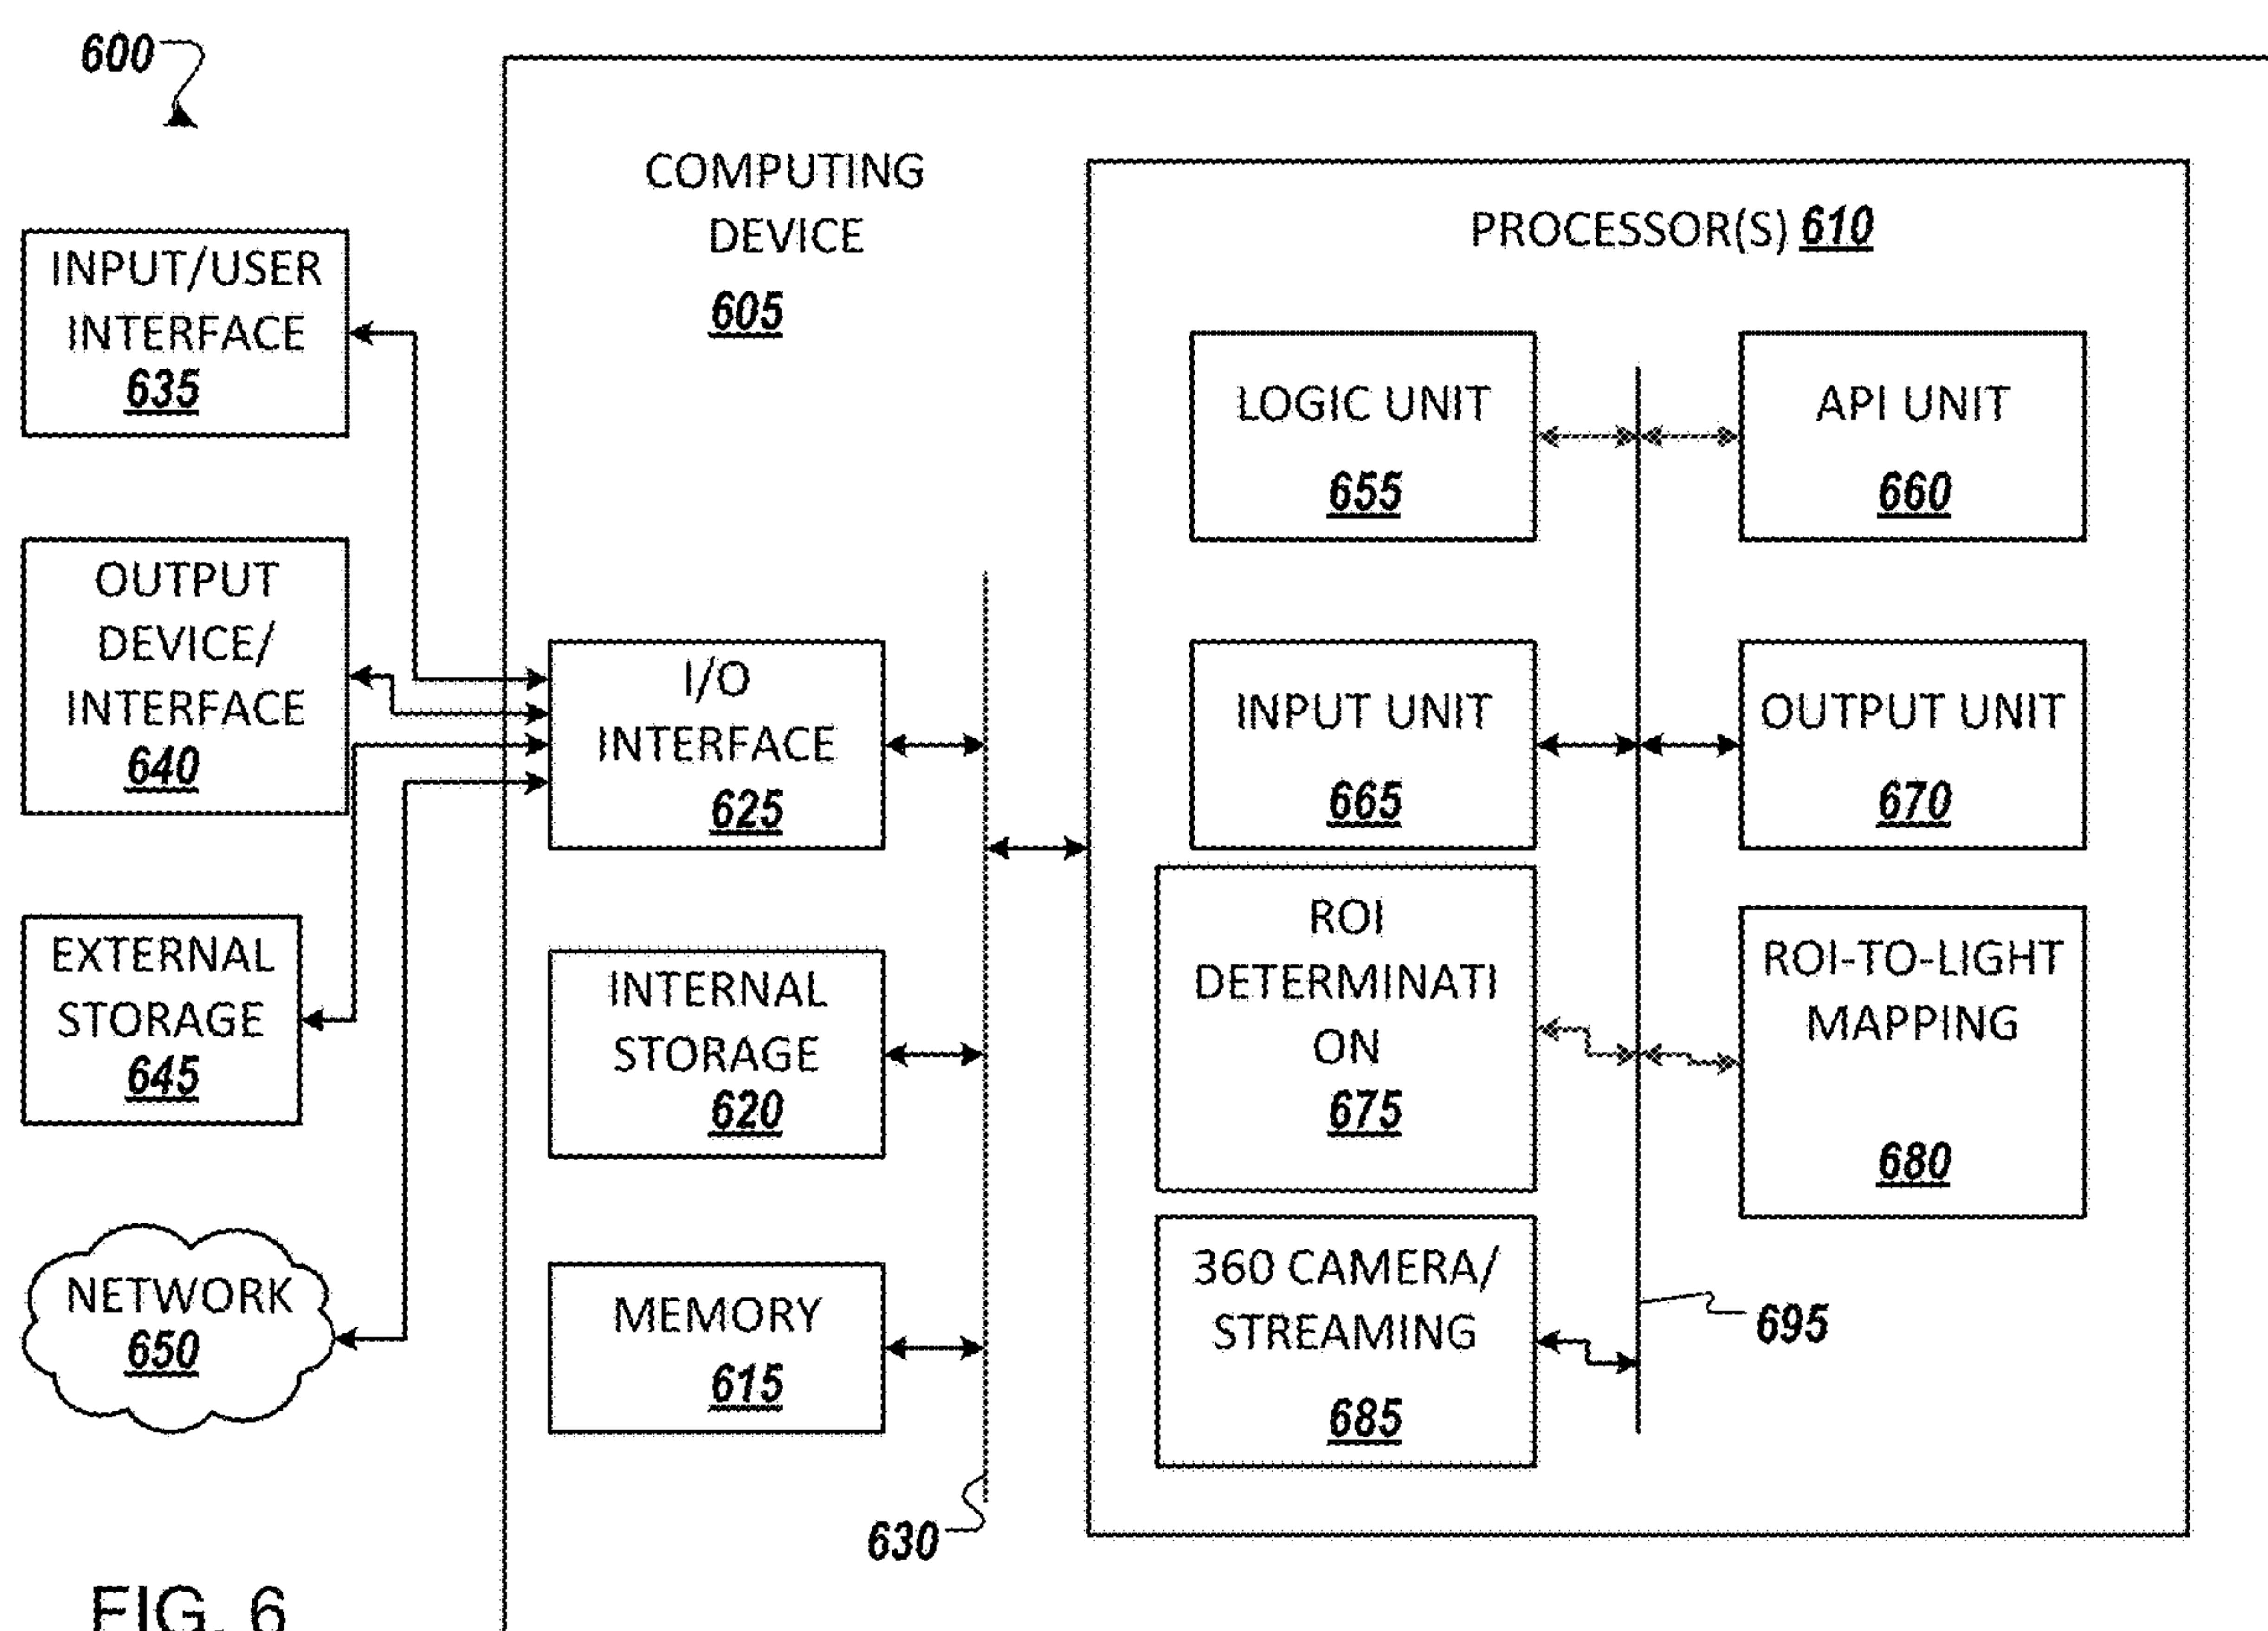 600
COMPUTING
DEVICE
605
PROCESSOR(S) 610
INPUT/USER
INTERFACE
635
OUTPUT
DEVICE/
INTERFACE
640
EXTERNAL
STORAGE
645
NETWORK
650
I/O
INTERFACE
625
INTERNAL
STORAGE
620
MEMORY
615
630
LOGIC UNIT
655
API UNIT
660
INPUT UNIT
665
OUTPUT UNIT
670
ROI
DETERMINATI
ON
675
ROI-TO-LIGHT
MAPPING
680
360 CAMERA/
STREAMING
685
695
FIG. 6